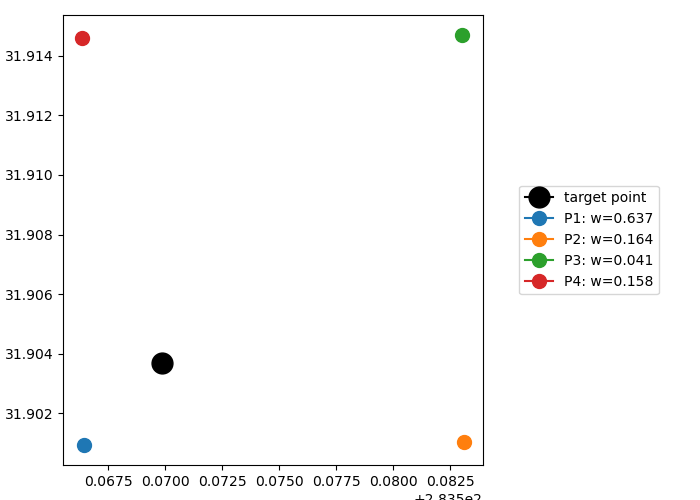 31.914
31.912
31.910
31.908
31.906
31.904
31.902
0.0675 0.0700 0.0725 0.0750 0.0775 0.0800 0.0825
+2.835e2
target point
P1: w=0.637
P2: w=0.164
P3: w=0.041
P4: w=0.158